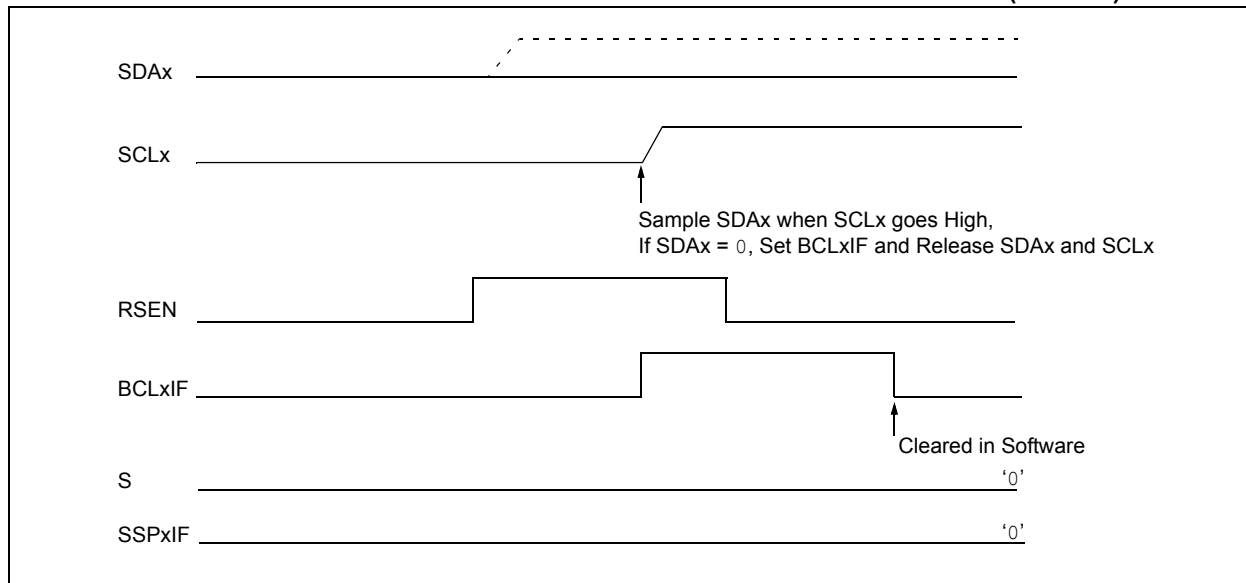 SDAx
SCLx
Sample SDAx when SCLx goes High,
If SDAx = 0, Set BCLxIF and Release SDAx and SCLx
RSEN
BCLxIF
Cleared in Software
S ‘0’
SSPxIF ‘0’